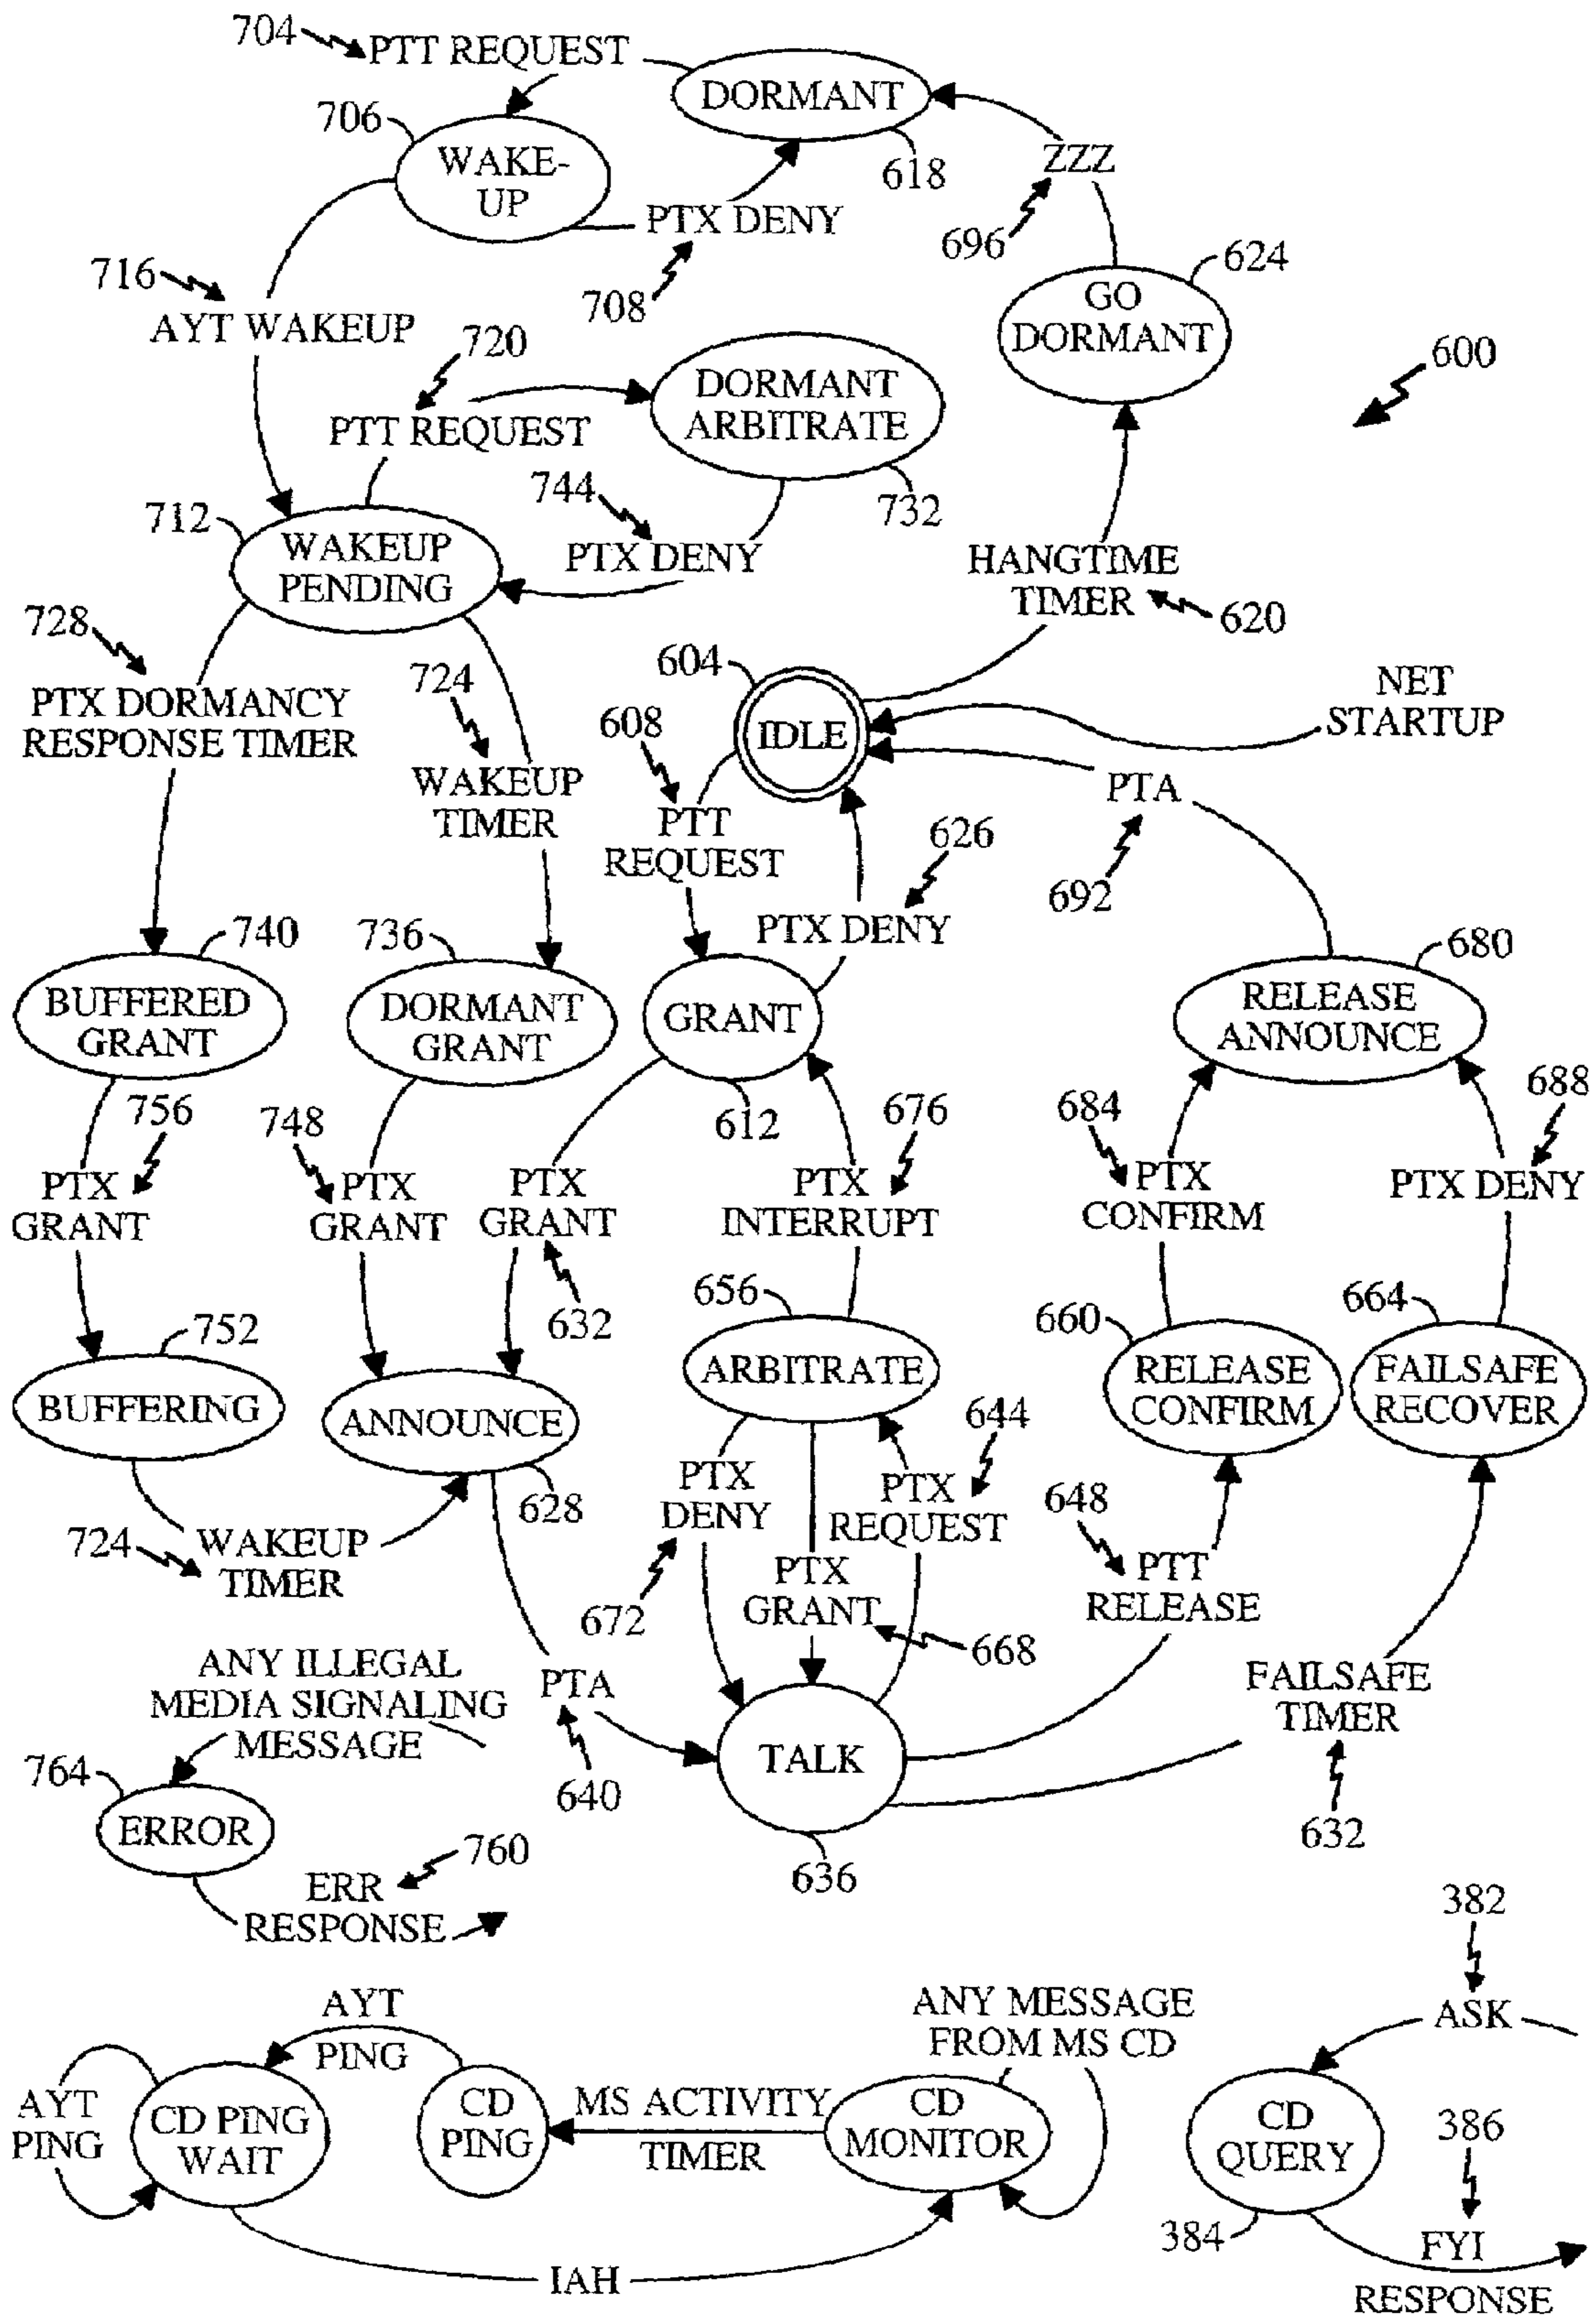 704
PTT REQUEST
DORMANT
618
706
WAKE-
UP
PTX DENY
708
ZZZ
696
624
GO
DORMANT
600
716
AYT WAKEUP
720
PTT REQUEST
DORMANT
ARBITRATE
732
744
PTX DENY
712
WAKEUP
PENDING
HANGTIME
TIMER
620
728
PTX DORMANCY
RESPONSE TIMER
724
WAKEUP
TIMER
604
IDLE
NET
STARTUP
608
PTT
REQUEST
626
PTX DENY
PTA
692
740
BUFFERED
GRANT
736
DORMANT
GRANT
GRANT
612
680
RELEASE
ANNOUNCE
756
PTX
GRANT
748
PTX
GRANT
PTX
GRANT
632
676
PTX
INTERRUPT
684
PTX
CONFIRM
688
PTX DENY
752
BUFFERING
ANNOUNCE
628
656
ARBITRATE
660
RELEASE
CONFIRM
664
FAILSAFE
RECOVER
724
WAKEUP
TIMER
PTX
DENY
672
PTX
GRANT
668
644
PTX
REQUEST
648
PTT
RELEASE
FAILSAFE
TIMER
632
PTA
640
TALK
636
ANY ILLEGAL
MEDIA SIGNALING
MESSAGE
764
ERROR
760
ERR
RESPONSE
382
ASK
AYT
PING
AYT
PING
CD PING
WAIT
CD
PING
MS ACTIVITY
TIMER
ANY MESSAGE
FROM MS CD
CD
MONITOR
IAH
CD
QUERY
384
386
FYI
RESPONSE